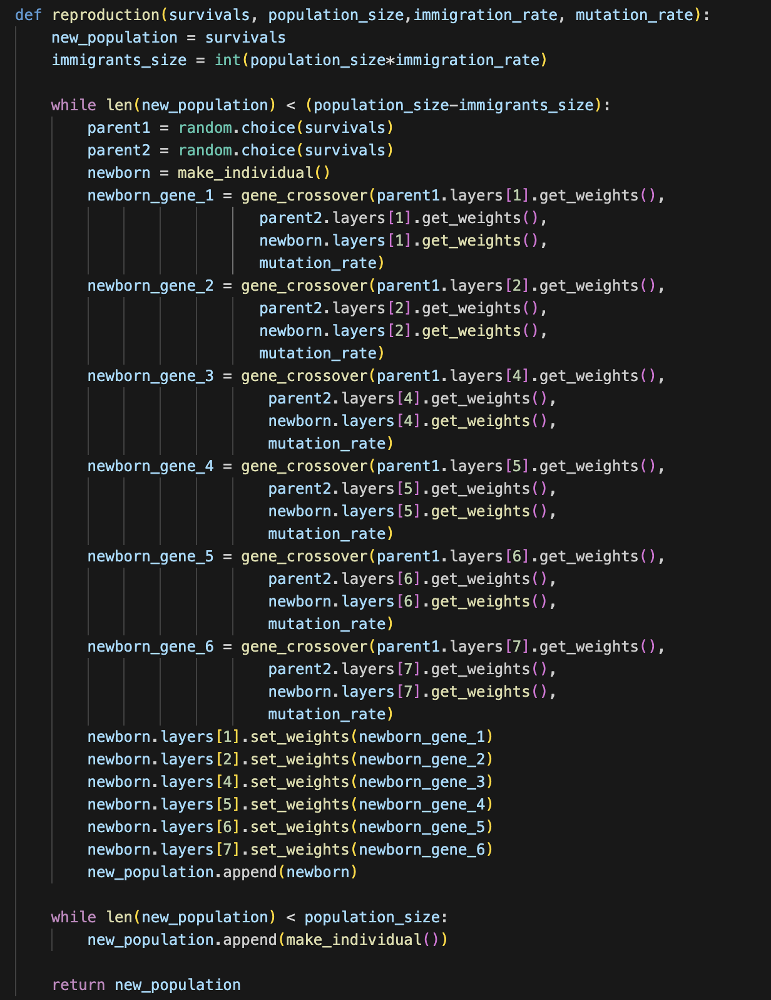 def reproduction(survivals, population_size,immigration_rate, mutation_rate):
    new_population = survivals
    immigrants_size = int(population_size*immigration_rate)

    while len(new_population) < (population_size-immigrants_size):
        parent1 = random.choice(survivals)
        parent2 = random.choice(survivals)
        newborn = make_individual()
        newborn_gene_1 = gene_crossover(parent1.layers[1].get_weights(),
                           parent2.layers[1].get_weights(),
                           newborn.layers[1].get_weights(),
                           mutation_rate)
        newborn_gene_2 = gene_crossover(parent1.layers[2].get_weights(),
                           parent2.layers[2].get_weights(),
                           newborn.layers[2].get_weights(),
                           mutation_rate)
        newborn_gene_3 = gene_crossover(parent1.layers[4].get_weights(),
                            parent2.layers[4].get_weights(),
                            newborn.layers[4].get_weights(),
                            mutation_rate)
        newborn_gene_4 = gene_crossover(parent1.layers[5].get_weights(),
                            parent2.layers[5].get_weights(),
                            newborn.layers[5].get_weights(),
                            mutation_rate)
        newborn_gene_5 = gene_crossover(parent1.layers[6].get_weights(),
                            parent2.layers[6].get_weights(),
                            newborn.layers[6].get_weights(),
                            mutation_rate)
        newborn_gene_6 = gene_crossover(parent1.layers[7].get_weights(),
                            parent2.layers[7].get_weights(),
                            newborn.layers[7].get_weights(),
                            mutation_rate)
        newborn.layers[1].set_weights(newborn_gene_1)
        newborn.layers[2].set_weights(newborn_gene_2)
        newborn.layers[4].set_weights(newborn_gene_3)
        newborn.layers[5].set_weights(newborn_gene_4)
        newborn.layers[6].set_weights(newborn_gene_5)
        newborn.layers[7].set_weights(newborn_gene_6)
        new_population.append(newborn)

    while len(new_population) < population_size:
        new_population.append(make_individual())

    return new_population